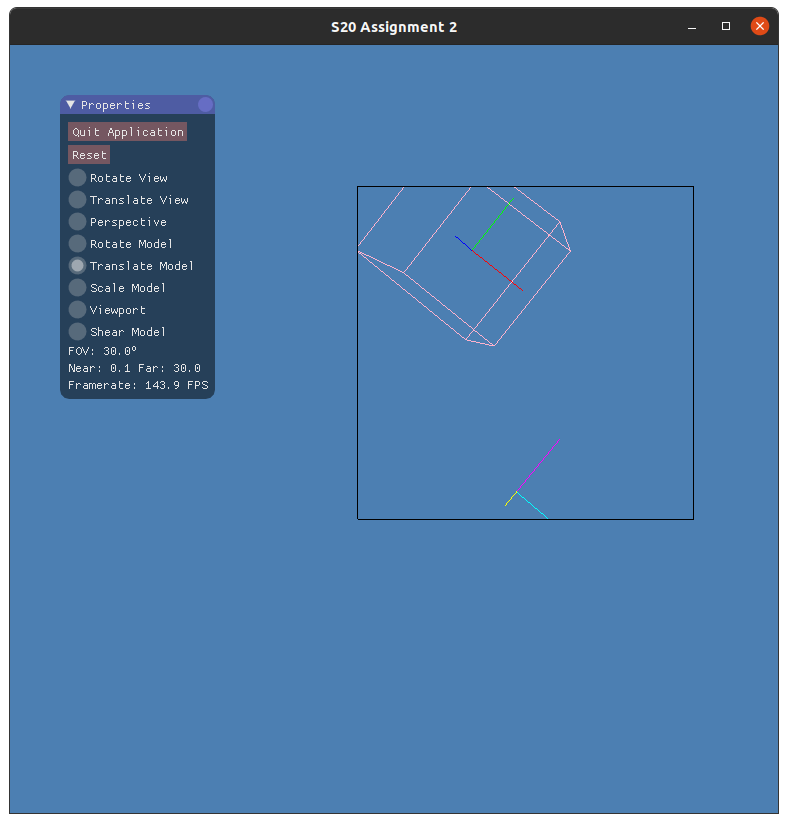 S20 Assignment 2
Properties
Quit Application
Reset
Rotate View
Translate View
Perspective
Rotate Model
Translate Model
Scale Model
Viewport
Shear Model
FOV: 30.0º
Near: 0.1 Far: 30.0
Framerate: 143.9 FPS